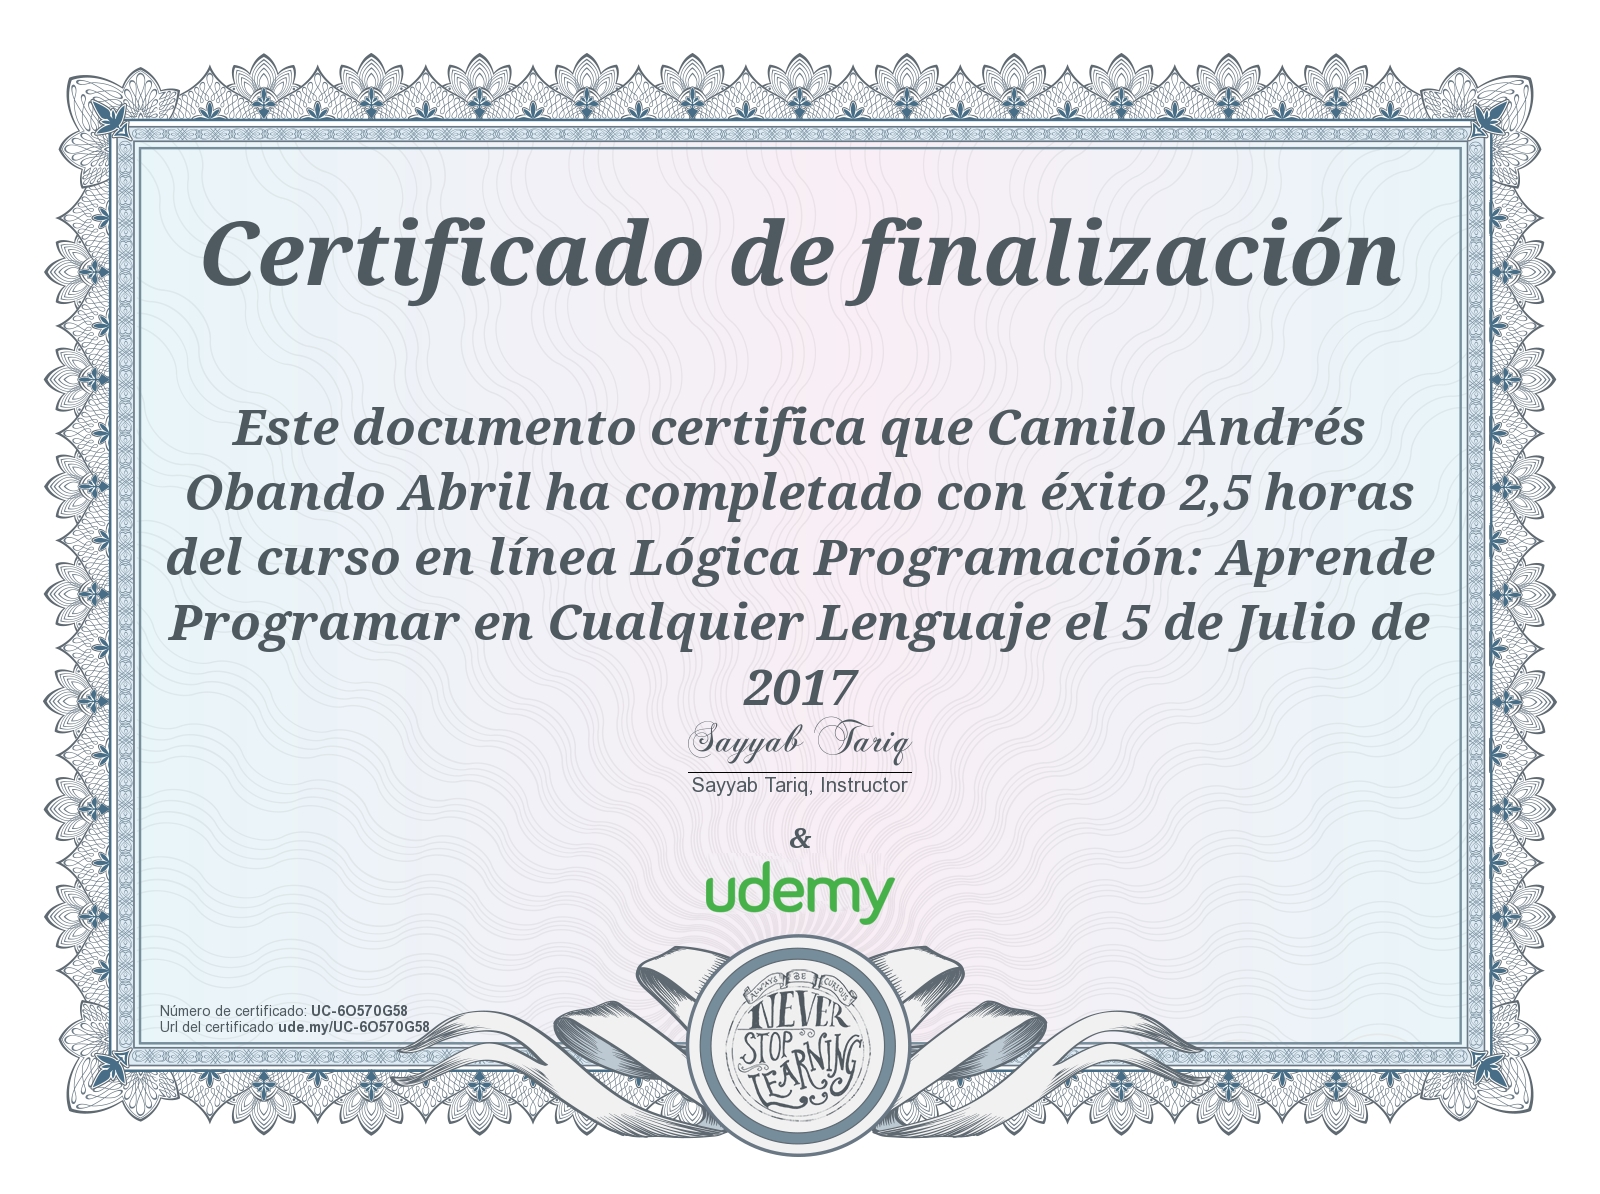 Certificado de finalización
Este documento certifica que Camilo Andrés
Obando Abril ha completado con éxito 2,5 horas
del curso en línea Lógica Programación: Aprende
Programar en Cualquier Lenguaje el 5 de Julio de
2017
Sayyab Tariq
Sayyab Tariq, Instructor
&
udemy
Número de certificado: UC-6O570G58
Url del certificado ude.my/UC-6O570G58
ALWAYS BE CURIOUS
NEVER
STOP
LEARNING